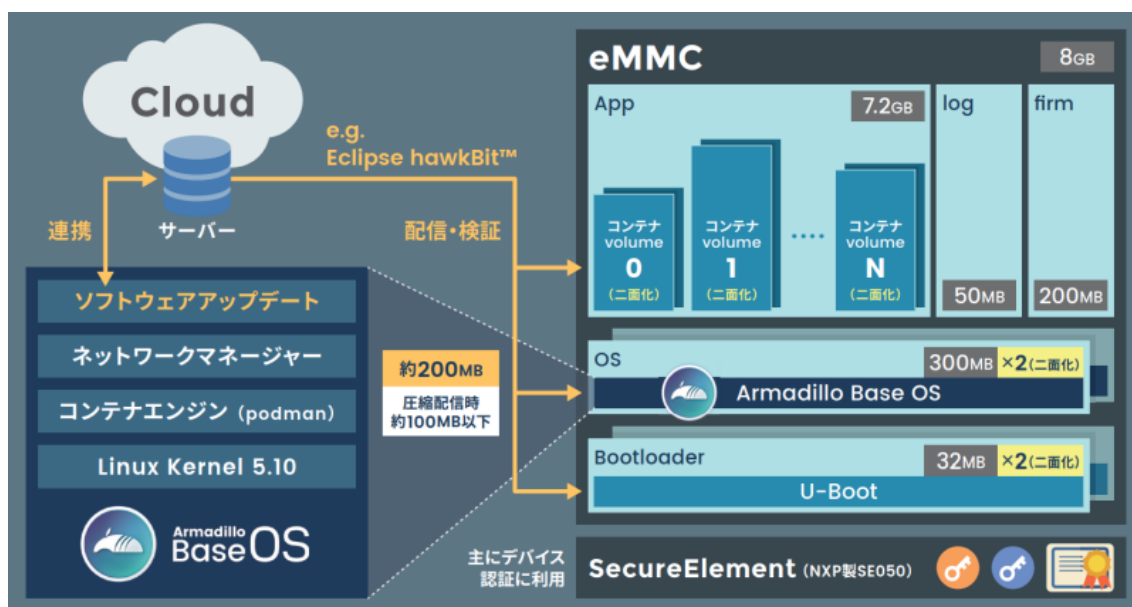 Cloud
サーバー
連携
e.g.
Eclipse hawkBit™
配信・検証
ソフトウェアアップデート
ネットワークマネージャー
コンテナエンジン（podman）
Linux Kernel 5.10
Armadillo
Base OS
約200MB
圧縮配信時
約100MB以下
eMMC
8GB
App
7.2GB
コンテナ
volume
0
(二面化)
コンテナ
volume
1
(二面化)
････
コンテナ
volume
N
(二面化)
log
50MB
firm
200MB
OS
300MB ×2(二面化)
Armadillo Base OS
Bootloader
32MB ×2(二面化)
U-Boot
主にデバイス
認証に利用
SecureElement (NXP製SE050)